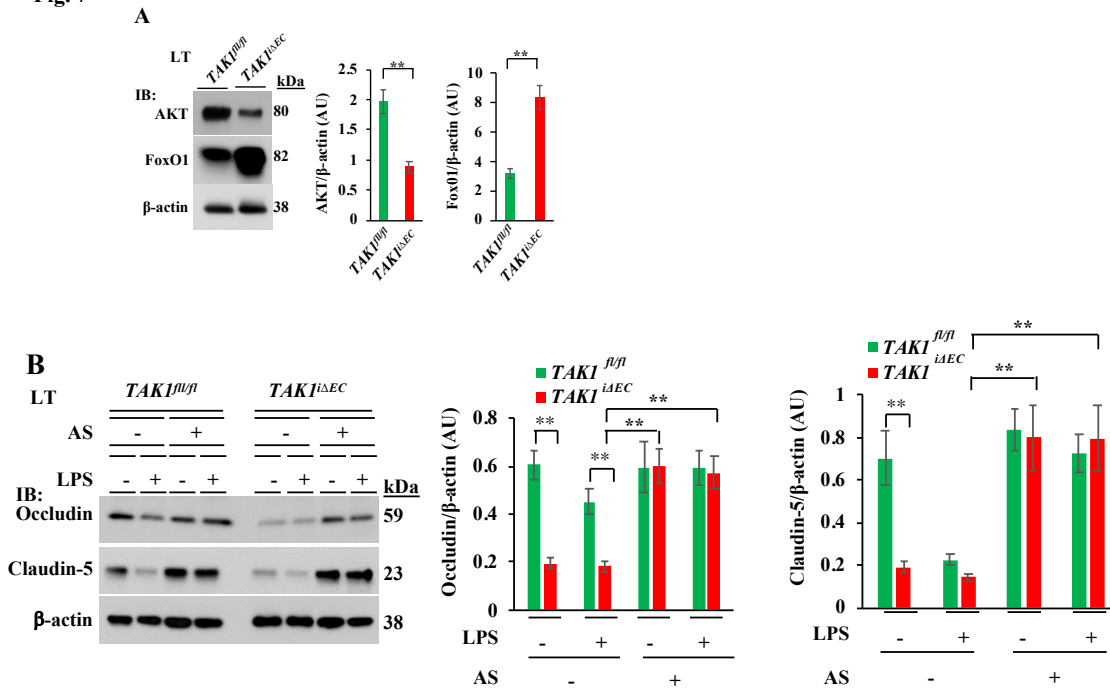 A
LT
TAK1fl/fl TAK1iΔEC
kDa
IB:
AKT 80
FoxO1 82
β-actin 38
AKT/β-actin (AU)
2.5
2
1.5
1
0.5
0
**
TAK1fl/fl TAK1iΔEC
Fox01/β-actin (AU)
10
8
6
4
2
0
**
TAK1fl/fl TAK1iΔEC
B
LT
TAK1fll/fl TAK1iΔEC
AS - + - +
LPS - + - + - + - +
IB: kDa
Occludin 59
Claudin-5 23
β-actin 38
TAK1 fl/fl
TAK1 iΔEC
Occludin/β-actin (AU)
0.8
0.6
0.4
0.2
0
** ** ** **
LPS - + - +
AS - +
TAK1 fl/fl
TAK1 iΔEC
Claudin-5/β-actin (AU)
1
0.8
0.6
0.4
0.2
0
** ** **
LPS - + - +
AS - +